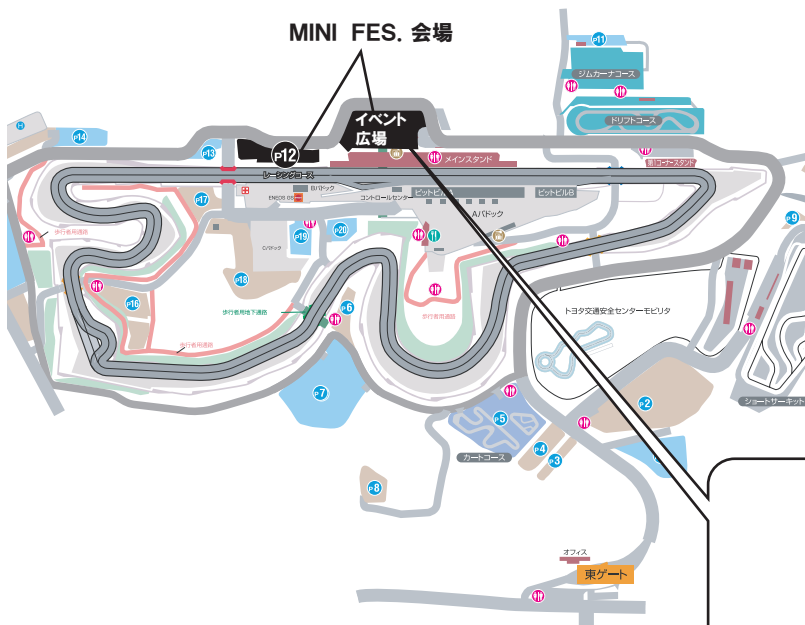 MINI FES. 会場
P11
ジムカーナコース
イベント
広場
ドリフトコース
H
P14
P13
P12
メインスタンド
第1コーナースタンド
レーシングコース
Bパドック
ENEOS
コントロールセンター
ピットビルA
ピットビルB
P17
Aパドック
P9
歩行者用通路
P19
P20
Cパドック
P18
P16
歩行者用地下通路
P6
歩行者用通路
トヨタ交通安全センターモビリタ
歩行者用通路
P7
P2
ショートサーキット
P5
P4
カートコース
P3
P8
オフィス
東ゲート